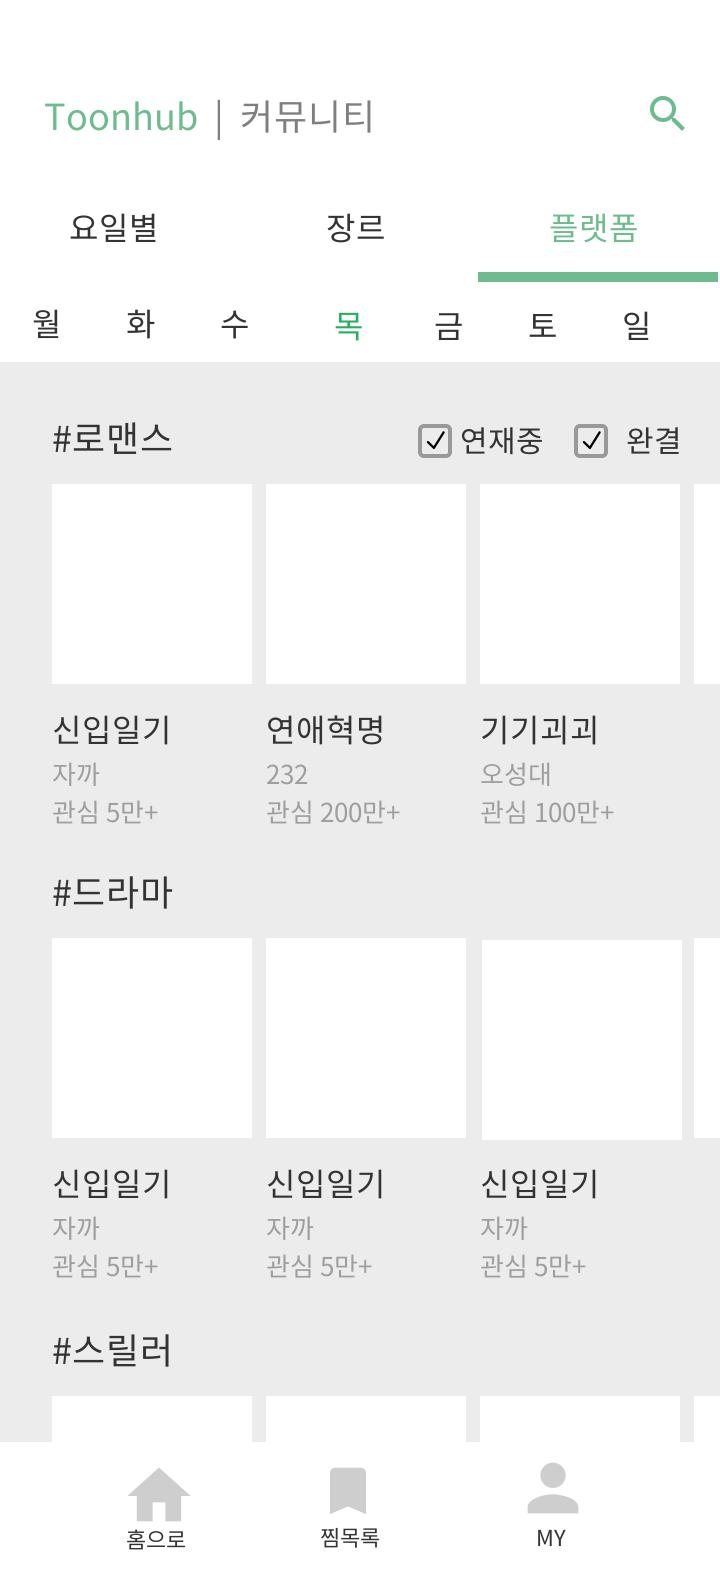 Toonhub | 커뮤니티
요일별 장르 플랫폼
월 화 수 목 금 토 일
#로맨스 연재중 완결
신입일기 연애혁명 기기괴괴
자까 232 오성대
관심 5만+ 관심 200만+ 관심 100만+
#드라마
신입일기 신입일기 신입일기
자까 자까 자까
관심 5만+ 관심 5만+ 관심 5만+
#스릴러
홈으로 찜목록 MY